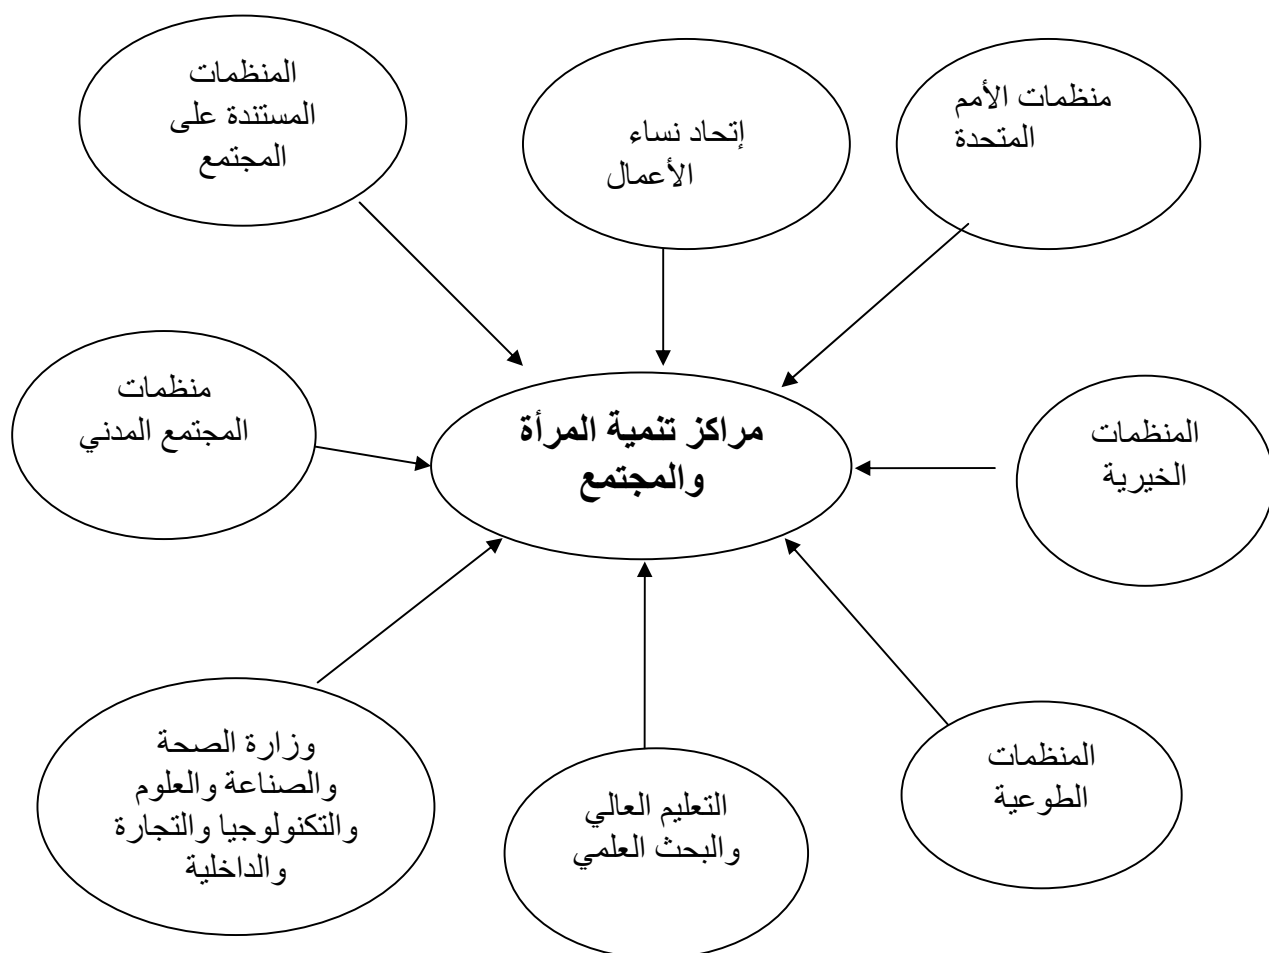 المنظمات
المستندة على
المجتمع
إتحاد نساء
الأعمال
منظمات الأمم
المتحدة
منظمات
المجتمع المدني
مراكز تنمية المرأة
والمجتمع
المنظمات
الخيرية
وزارة الصحة
والصناعة والعلوم
والتكنولوجيا والتجارة
والداخلية
التعليم العالي
والبحث العلمي
المنظمات
الطوعية